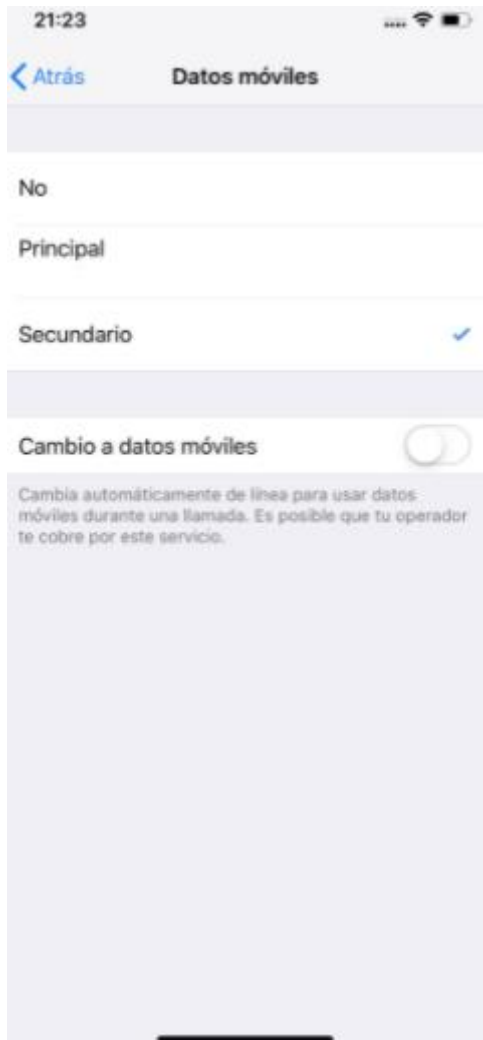 21:23
Atrás
Datos móviles
No
Principal
Secundario
Cambio a datos móviles
Cambia automáticamente de línea para usar datos
móviles durante una llamada. Es posible que tu operador
te cobre por este servicio.